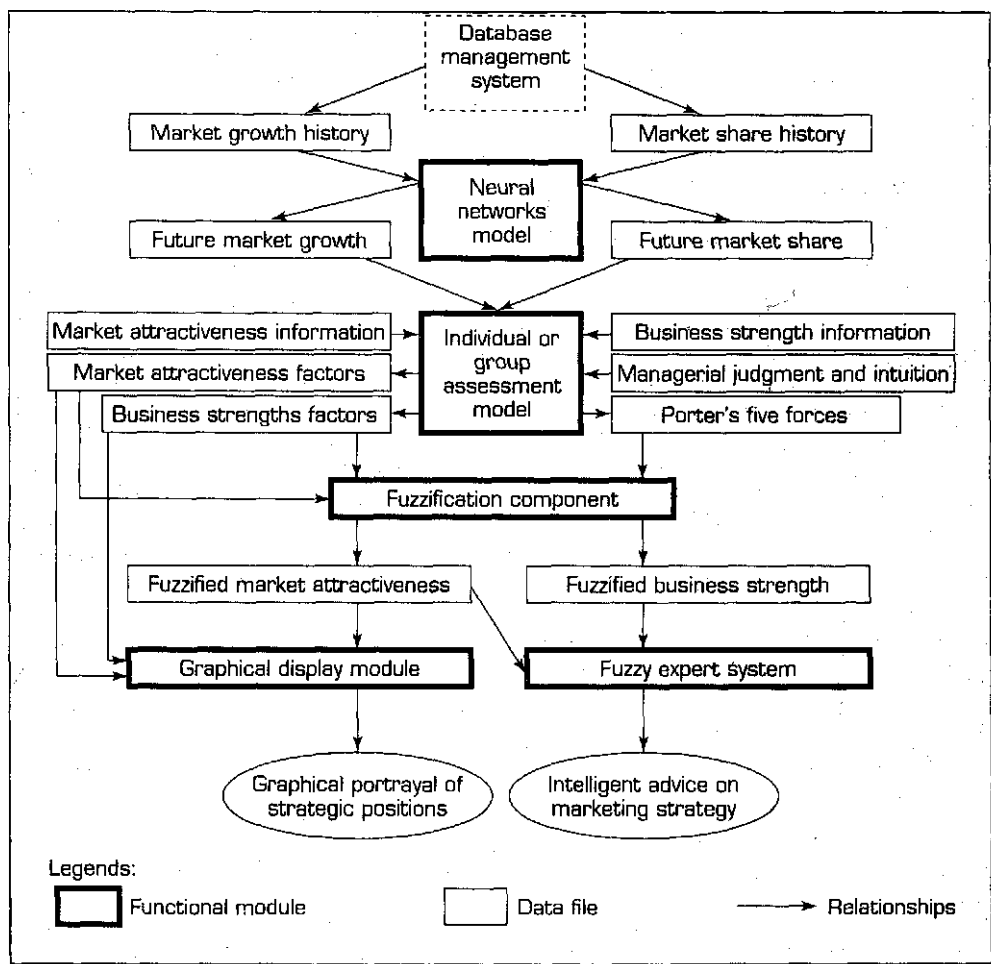 Database
management
system
Market growth history
Market share history
Neural
networks
model
Future market growth
Future market share
Market attractiveness information
Individual or
group
assessment
model
Business strength information
Market attractiveness factors
Managerial judgment and intuition
Business strengths factors
Porter's five forces
Fuzzification component
Fuzzified market attractiveness
Fuzzified business strength
Graphical display module
Fuzzy expert system
Graphical portrayal of
strategic positions
Intelligent advice on
marketing strategy
Legends:
Functional module
Data file
Relationships